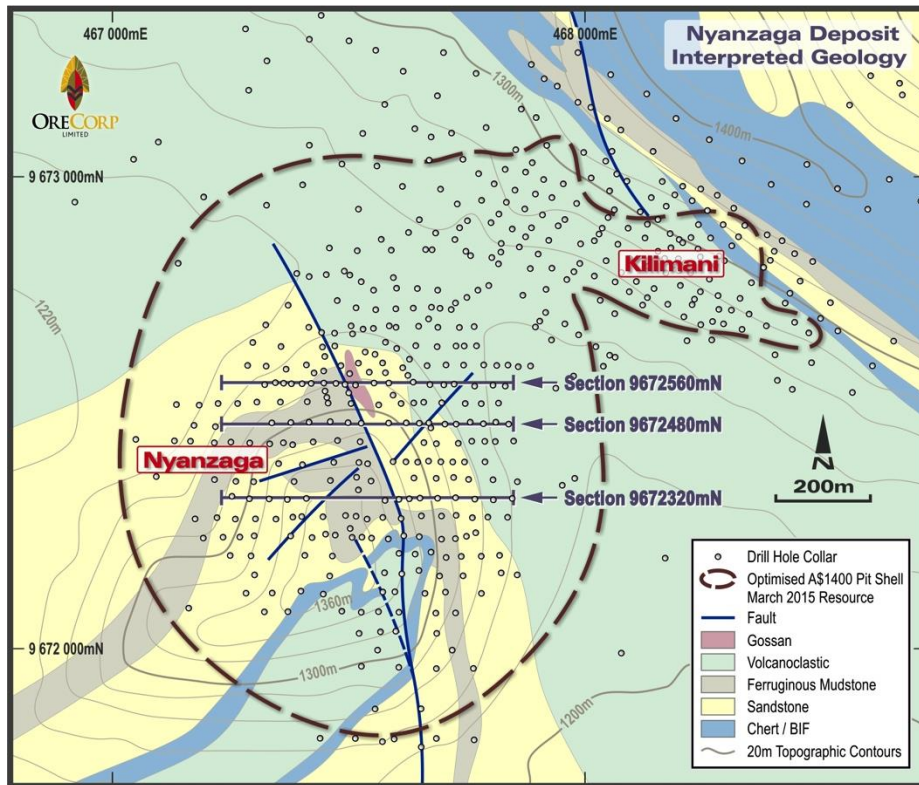 467 000mE
468 000mE
Nyanzaga Deposit
Interpreted Geology
ORECORP
LIMITED
1300m
1400m
9 673 000mN
Kilimani
1220m
Section 9672560mN
Section 9672480mN
Nyanzaga
N
200m
Section 9672320mN
Drill Hole Collar
Optimised A$1400 Pit Shell
March 2015 Resource
Fault
Gossan
Volcanoclastic
Ferruginous Mudstone
Sandstone
Chert / BIF
20m Topographic Contours
1360m
9 672 000mN
1300m
1200m